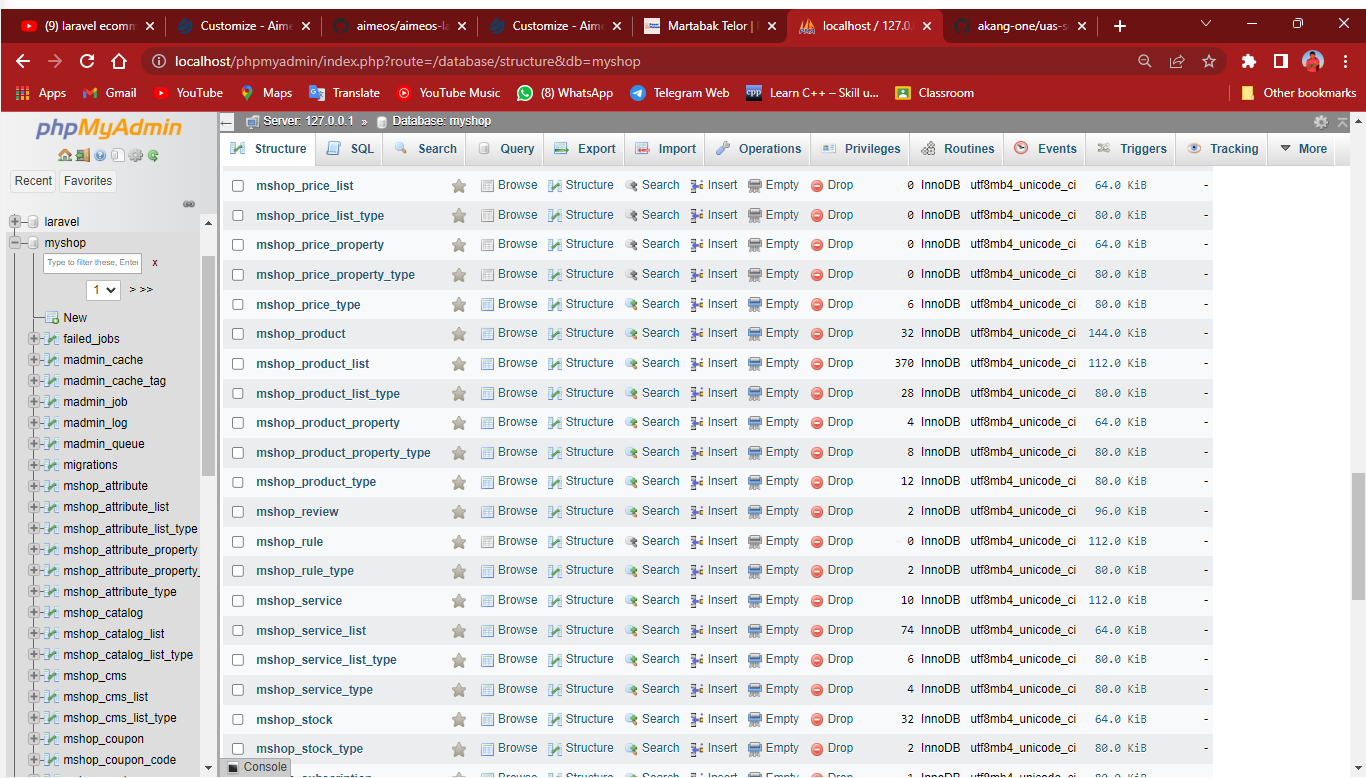 (9) laravel ecomm
Customize - Aime
aimeos/aimeos-la
Customize - Aime
Martabak Telor |
localhost / 127.0.
akang-one/uas-s
localhost/phpmyadmin/index.php?route=/database/structure&db=myshop
Apps Gmail YouTube Maps Translate YouTube Music (8) WhatsApp Telegram Web Learn C++ – Skill u... Classroom Other bookmarks
phpMyAdmin
Recent Favorites
laravel
myshop
Type to filter these, Enter
x
1 > >>
New
failed_jobs
madmin_cache
madmin_cache_tag
madmin_job
madmin_log
madmin_queue
migrations
mshop_attribute
mshop_attribute_list
mshop_attribute_list_type
mshop_attribute_property
mshop_attribute_property_
mshop_attribute_type
mshop_catalog
mshop_catalog_list
mshop_catalog_list_type
mshop_cms
mshop_cms_list
mshop_cms_list_type
mshop_coupon
mshop_coupon_code
Server: 127.0.0.1 » Database: myshop
Structure SQL Search Query Export Import Operations Privileges Routines Events Triggers Tracking More
mshop_price_list Browse Structure Search Insert Empty Drop 0 InnoDB utf8mb4_unicode_ci 64.0 KiB -
mshop_price_list_type Browse Structure Search Insert Empty Drop 0 InnoDB utf8mb4_unicode_ci 80.0 KiB -
mshop_price_property Browse Structure Search Insert Empty Drop 0 InnoDB utf8mb4_unicode_ci 64.0 KiB -
mshop_price_property_type Browse Structure Search Insert Empty Drop 0 InnoDB utf8mb4_unicode_ci 80.0 KiB -
mshop_price_type Browse Structure Search Insert Empty Drop 6 InnoDB utf8mb4_unicode_ci 80.0 KiB -
mshop_product Browse Structure Search Insert Empty Drop 32 InnoDB utf8mb4_unicode_ci 144.0 KiB -
mshop_product_list Browse Structure Search Insert Empty Drop 370 InnoDB utf8mb4_unicode_ci 112.0 KiB -
mshop_product_list_type Browse Structure Search Insert Empty Drop 28 InnoDB utf8mb4_unicode_ci 80.0 KiB -
mshop_product_property Browse Structure Search Insert Empty Drop 4 InnoDB utf8mb4_unicode_ci 64.0 KiB -
mshop_product_property_type Browse Structure Search Insert Empty Drop 8 InnoDB utf8mb4_unicode_ci 80.0 KiB -
mshop_product_type Browse Structure Search Insert Empty Drop 12 InnoDB utf8mb4_unicode_ci 80.0 KiB -
mshop_review Browse Structure Search Insert Empty Drop 2 InnoDB utf8mb4_unicode_ci 96.0 KiB -
mshop_rule Browse Structure Search Insert Empty Drop 0 InnoDB utf8mb4_unicode_ci 112.0 KiB -
mshop_rule_type Browse Structure Search Insert Empty Drop 2 InnoDB utf8mb4_unicode_ci 80.0 KiB -
mshop_service Browse Structure Search Insert Empty Drop 10 InnoDB utf8mb4_unicode_ci 112.0 KiB -
mshop_service_list Browse Structure Search Insert Empty Drop 74 InnoDB utf8mb4_unicode_ci 64.0 KiB -
mshop_service_list_type Browse Structure Search Insert Empty Drop 6 InnoDB utf8mb4_unicode_ci 80.0 KiB -
mshop_service_type Browse Structure Search Insert Empty Drop 4 InnoDB utf8mb4_unicode_ci 80.0 KiB -
mshop_stock Browse Structure Search Insert Empty Drop 32 InnoDB utf8mb4_unicode_ci 64.0 KiB -
mshop_stock_type Browse Structure Search Insert Empty Drop 2 InnoDB utf8mb4_unicode_ci 80.0 KiB -
Console